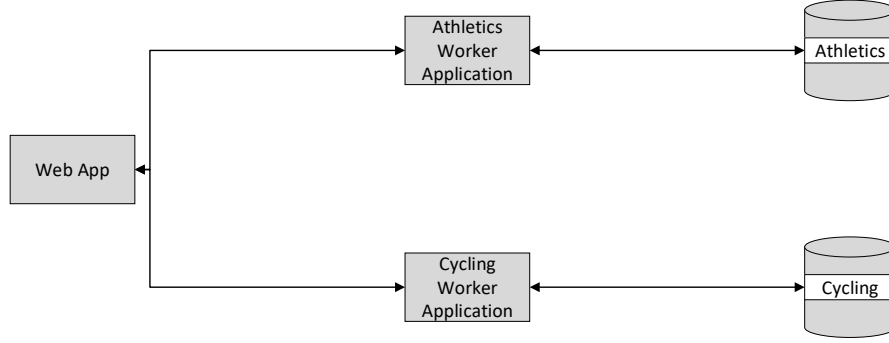 Athletics
Worker
Application
Athletics
Web App
Cycling
Worker
Application
Cycling